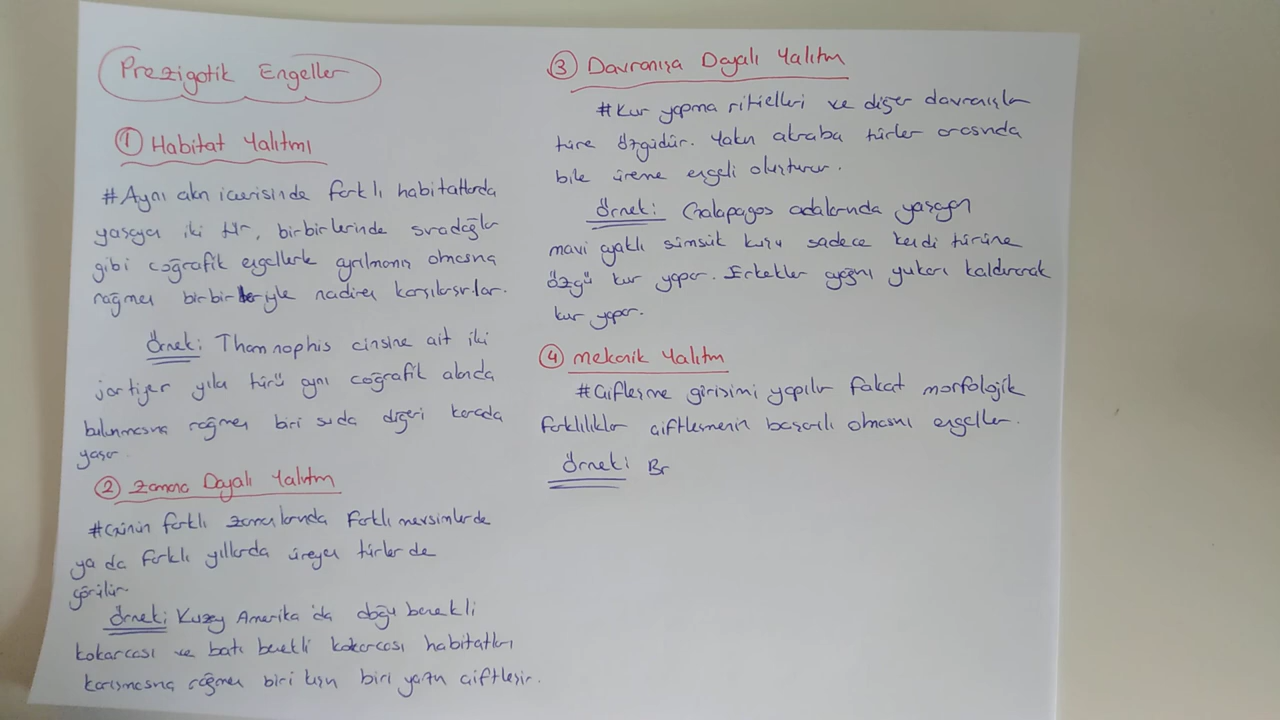 Prezigotik Engeller
① Habitat Yalıtımı
#Aynı alan içerisinde farklı habitatlarda
yaşayan iki tür, birbirlerinde sıradağlar
gibi coğrafik engellerle ayrılmamış olmasına
rağmen birbirleriyle nadiren karşılaşırlar.
Örnek: Thamnophis cinsine ait iki
jartiyer yılan türü aynı coğrafik alanda
bulunmasına rağmen biri suda diğeri karada
yaşar
② Zamana Dayalı Yalıtım
#Günün farklı zamanlarında farklı mevsimlerde
ya da farklı yıllarda üreyen türlerde
görülür.
Örnek: Kuzey Amerika'da doğu benekli
kokarcası ve batı benekli kokarcası habitatları
karışmasına rağmen biri kışın biri yazın çiftleşir.
③ Davranışa Dayalı Yalıtım
#Kur yapma ritüelleri ve diğer davranışlar
türe özgüdür. Yakın akraba türler arasında
bile üreme engeli oluşturur.
Örnek: Galapagos adalarında yaşayan
mavi ayaklı sümsük kuşu sadece kendi türüne
özgü kur yapar. Erkekler ayağını yukarı kaldırarak
kur yapar.
④ Mekanik Yalıtım
#Çiftleşme girişimi yapılır fakat morfolojik
farklılıklar çiftleşmenin başarılı olmasını engeller.
Örnek: Br